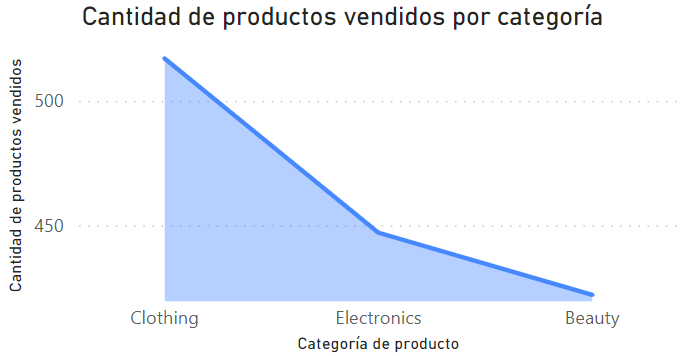 Cantidad de productos vendidos por categoría
Cantidad de productos vendidos
500
450
Clothing Electronics Beauty
Categoría de producto